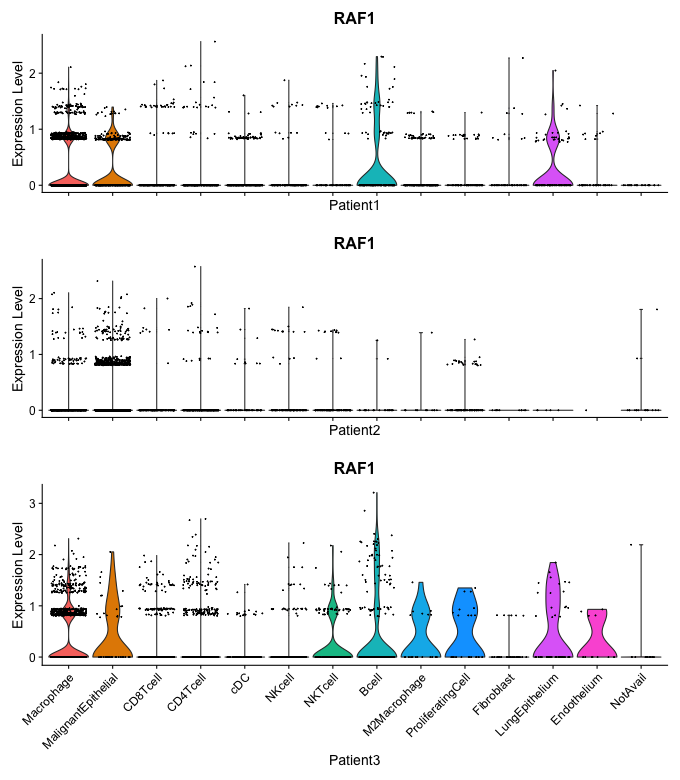 RAF1
Expression Level
2
1
0
Patient1
RAF1
Expression Level
2
1
0
Patient2
RAF1
Expression Level
3
2
1
0
Macrophage
MalignantEpithelial
CD8Tcell
CD4Tcell
cDC
NKcell
NKTcell
Bcell
M2Macrophage
ProliferatingCell
Fibroblast
LungEpithelium
Endothelium
NotAvail
Patient3